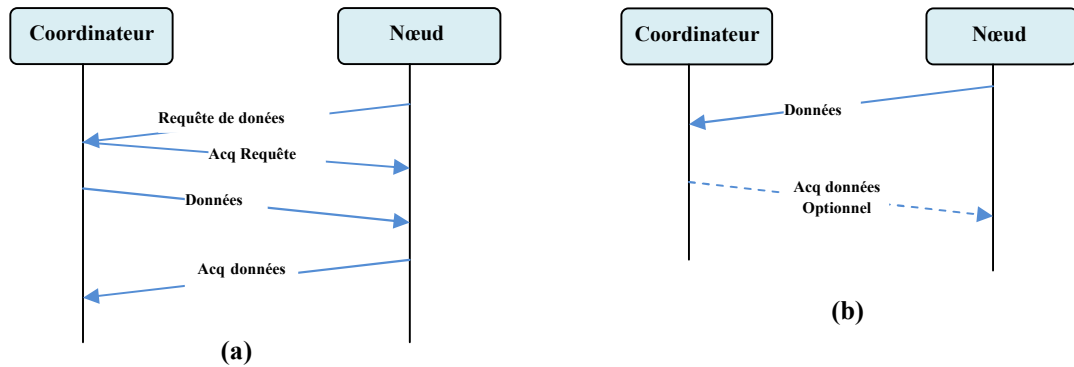 Coordinateur
Nœud
Requête de donées
Acq Requête
Données
Acq données
(a)
Coordinateur
Nœud
Données
Acq données
Optionnel
(b)